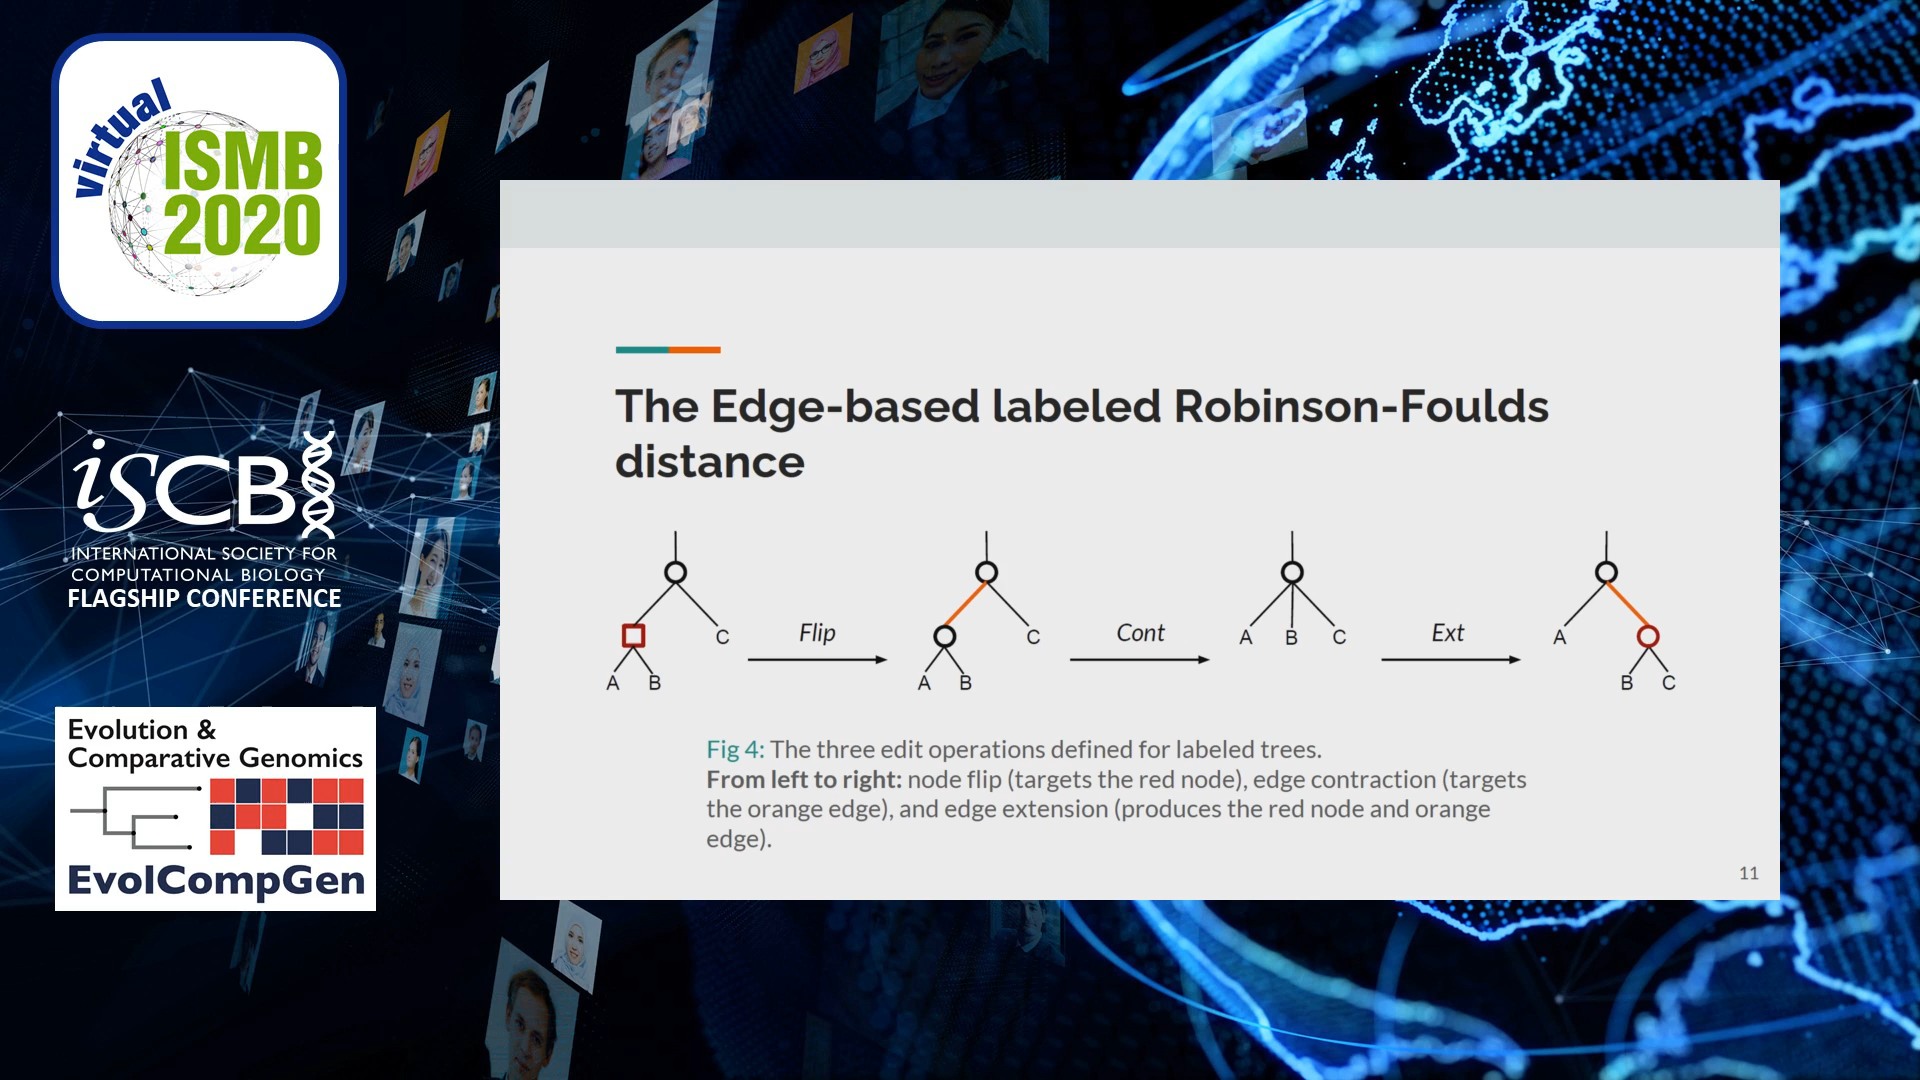 virtual
ISMB
2020
iSCB
INTERNATIONAL SOCIETY FOR
COMPUTATIONAL BIOLOGY
FLAGSHIP CONFERENCE
Evolution &
Comparative Genomics
EvolCompGen
The Edge-based labeled Robinson-Foulds
distance
C Flip C Cont A B C Ext A
A B A B B C
Fig 4: The three edit operations defined for labeled trees.
From left to right: node flip (targets the red node), edge contraction (targets
the orange edge), and edge extension (produces the red node and orange
edge).
11